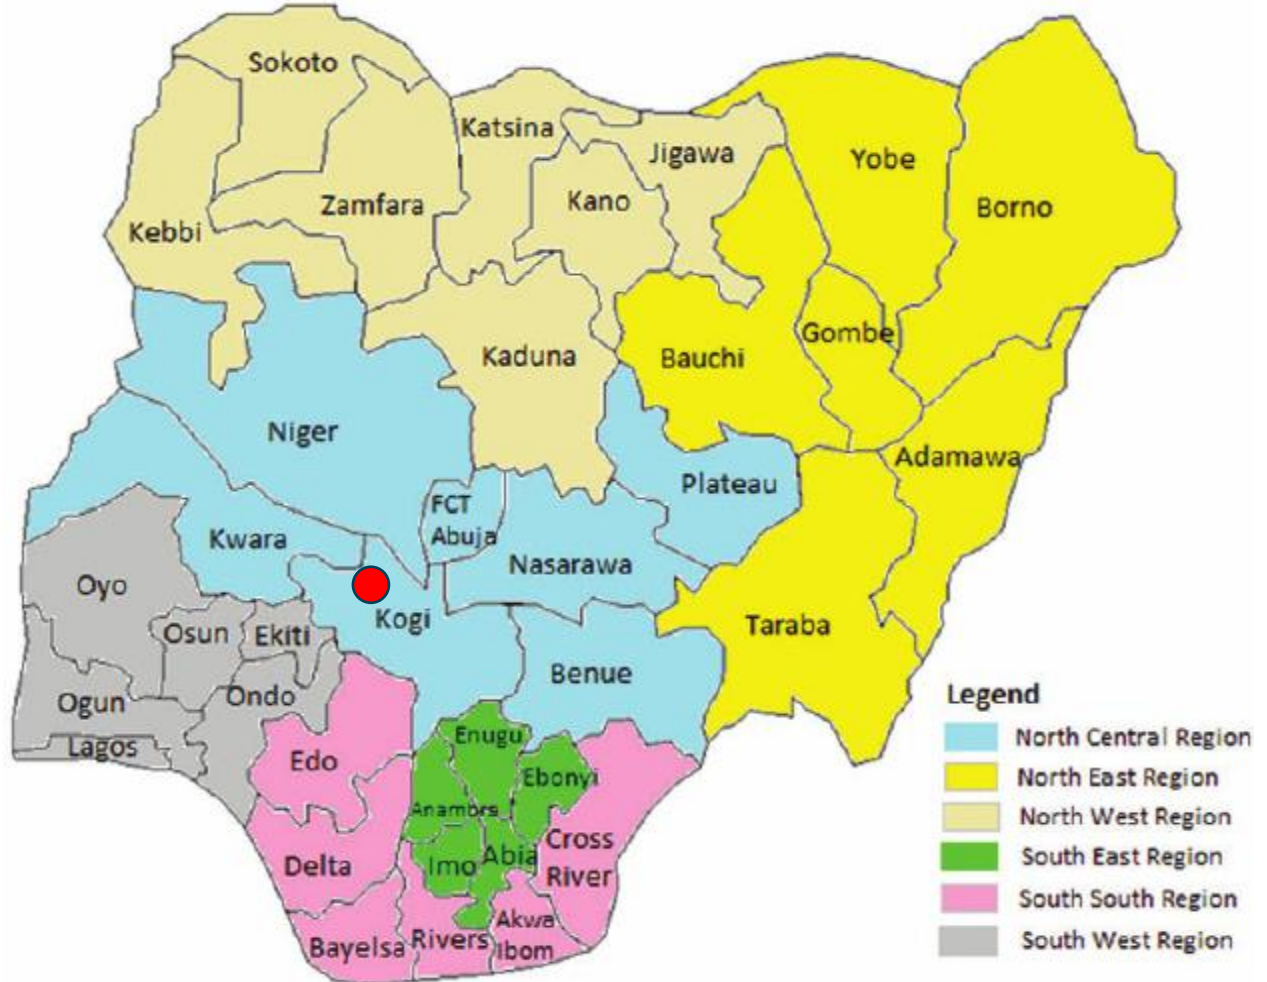 Sokoto
Katsina
Jigawa
Yobe
Kano
Zamfara
Borno
Kebbi
Gombe
Kaduna
Bauchi
Niger
Adamawa
Plateau
FCT
Abuja
Kwara
Nasarawa
Oyo
Kogi
Taraba
Osun
Ekiti
Benue
Ondo
Ogun
Lagos
Enugu
Edo
Ebonyi
Anambrs
Cross
River
Abia
Imo
Delta
Akwa
Ibom
Rivers
Bayelsa
Legend
North Central Region
North East Region
North West Region
South East Region
South South Region
South West Region